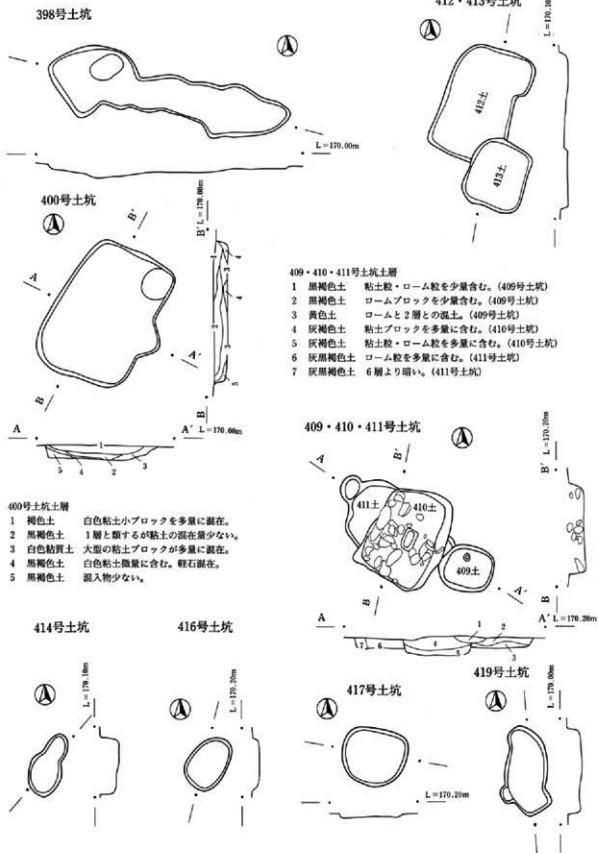 398号土坑
L=170.00m
412・413号土坑
412土
413土
400号土坑
A
A'
B
B'
B' L=170.00m
B
1
2
3
4
3
4
5
A
A' L=170.00m
1
5
4
2
3
400号土坑土層
1 褐色土 白色粘土小ブロックを多量に混在。
2 黒褐色土 1層と類するが粘土の混在量少ない。
3 白色粘質土 大型の粘土ブロックが多量に混在。
4 黒褐色土 白色粘土微量に含む。軽石混在。
5 黒褐色土 混入物少ない。
409・410・411号土坑土層
1 黒褐色土 粘土粒・ローム粒を少量含む。(409号土坑)
2 黒褐色土 ロームブロックを少量含む。(409号土坑)
3 黄色土 ロームと2層との混土。(409号土坑)
4 灰褐色土 粘土ブロックを多量に含む。(410号土坑)
5 灰褐色土 粘土粒・ローム粒を多量に含む。(410号土坑)
6 灰黒褐色土 ローム粒を多量に含む。(411号土坑)
7 灰黒褐色土 6層より暗い。(411号土坑)
409・410・411号土坑
A
B'
411土
410土
409土
A'
B
L=170.20m
B'
B
A
A' L=170.20m
7
6
4
5
1
2
3
414号土坑
L=170.10m
416号土坑
L=170.20m
417号土坑
L=170.20m
419号土坑
L=170.00m